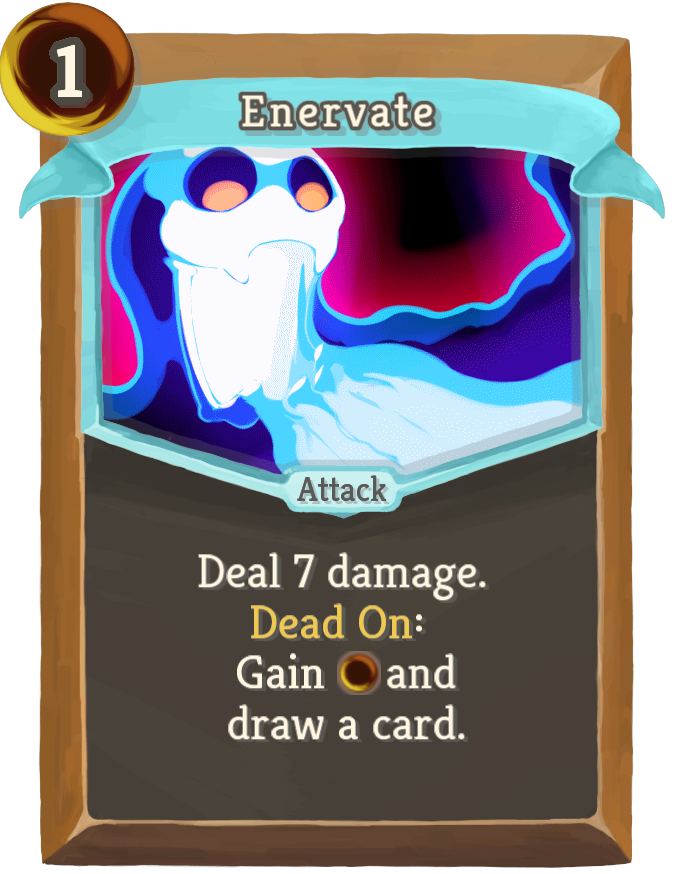 1
Enervate
Attack
Deal 7 damage.
Dead On:
Gain and
draw a card.